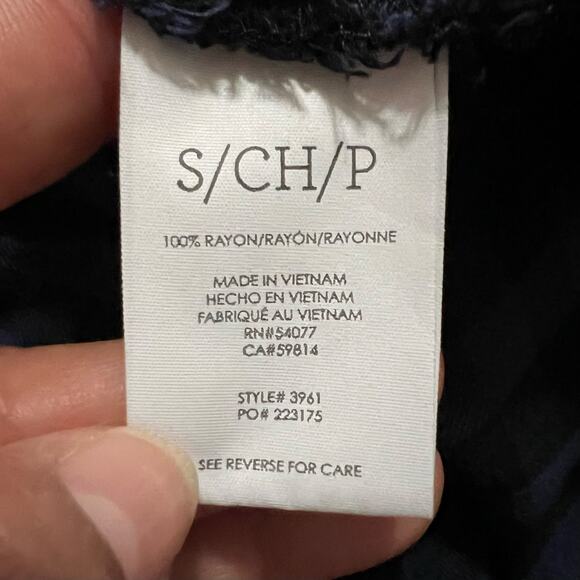 S/CH/P
100% RAYON/RAYÓN/RAYONNE
MADE IN VIETNAM
HECHO EN VIETNAM
FABRIQUÉ AU VIETNAM
RN#54077
CA#59814
STYLE# 3961
PO# 223175
SEE REVERSE FOR CARE